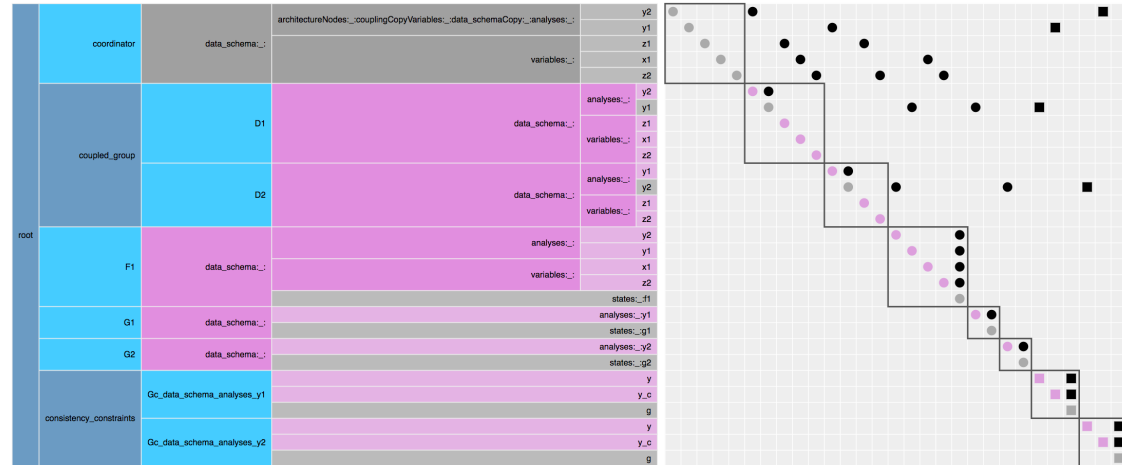 root
coordinator
data_schema:_:
architectureNodes:_:couplingCopyVariables:_:data_schemaCopy:_:analyses:_:
y2
y1
variables:_:
z1
x1
z2
coupled_group
D1
data_schema:_:
analyses:_:
y2
y1
variables:_:
z1
x1
z2
D2
data_schema:_:
analyses:_:
y1
y2
variables:_:
z1
z2
F1
data_schema:_:
analyses:_:
y2
y1
variables:_:
x1
z2
states:_:f1
G1
data_schema:_:
analyses:_:y1
states:_:g1
G2
data_schema:_:
analyses:_:y2
states:_:g2
consistency_constraints
Gc_data_schema_analyses_y1
y
y_c
g
Gc_data_schema_analyses_y2
y
y_c
g